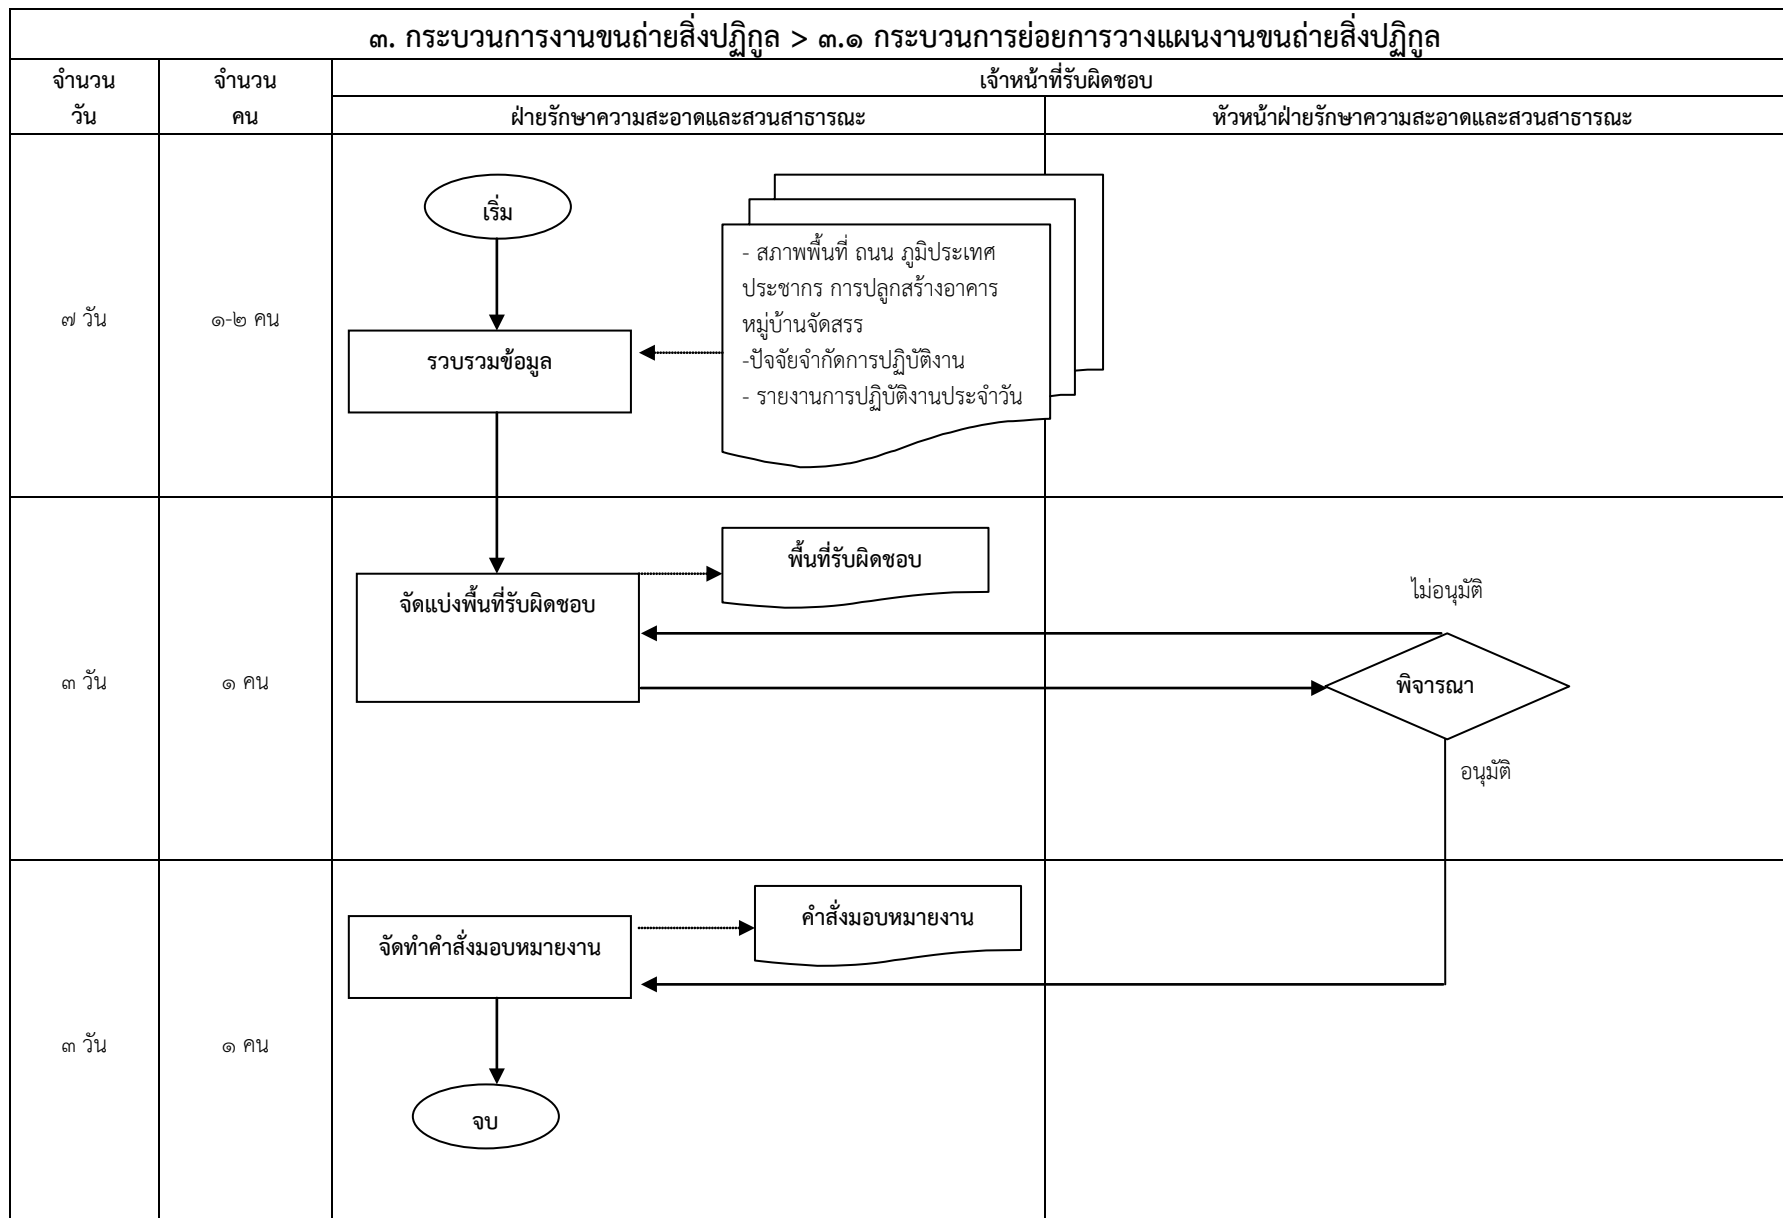 ๓. กระบวนการงานขนถ่ายสิ่งปฏิกูล > ๓.๑ กระบวนการย่อยการวางแผนงานขนถ่ายสิ่งปฏิกูล
จำนวน
วัน
จำนวน
คน
เจ้าหน้าที่รับผิดชอบ
ฝ่ายรักษาความสะอาดและสวนสาธารณะ
หัวหน้าฝ่ายรักษาความสะอาดและสวนสาธารณะ
๗ วัน
๑-๒ คน
เริ่ม
รวบรวมข้อมูล
- สภาพพื้นที่ ถนน ภูมิประเทศ
ประชากร การปลูกสร้างอาคาร
หมู่บ้านจัดสรร
-ปัจจัยจำกัดการปฏิบัติงาน
- รายงานการปฏิบัติงานประจำวัน
๓ วัน
๑ คน
จัดแบ่งพื้นที่รับผิดชอบ
พื้นที่รับผิดชอบ
ไม่อนุมัติ
พิจารณา
อนุมัติ
๓ วัน
๑ คน
จัดทำคำสั่งมอบหมายงาน
คำสั่งมอบหมายงาน
จบ